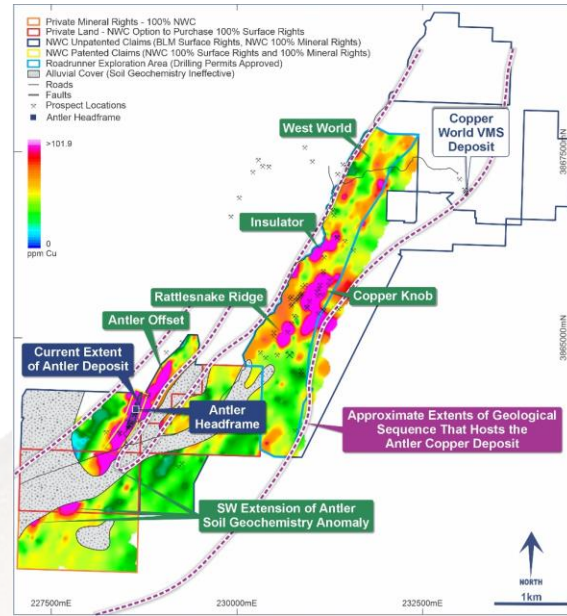 Private Mineral Rights - 100% NWC
Private Land - NWC Option to Purchase 100% Surface Rights
NWC Unpatented Claims (BLM Surface Rights, NWC 100% Mineral Rights)
NWC Patented Claims (NWC 100% Surface Rights and 100% Mineral Rights)
Roadrunner Exploration Area (Drilling Permits Approved)
Alluvial Cover (Soil Geochemistry Ineffective)
Roads
Faults
Prospect Locations
Antler Headframe
>101.9
0
ppm Cu
West World
Copper
World VMS
Deposit
3867500mN
Insulator
Rattlesnake Ridge
Copper Knob
Antler Offset
3865000mN
Current Extent
of Antler Deposit
Antler
Headframe
Approximate Extents of Geological
Sequence That Hosts the
Antler Copper Deposit
SW Extension of Antler
Soil Geochemistry Anomaly
NORTH
1km
227500mE
230000mE
232500mE